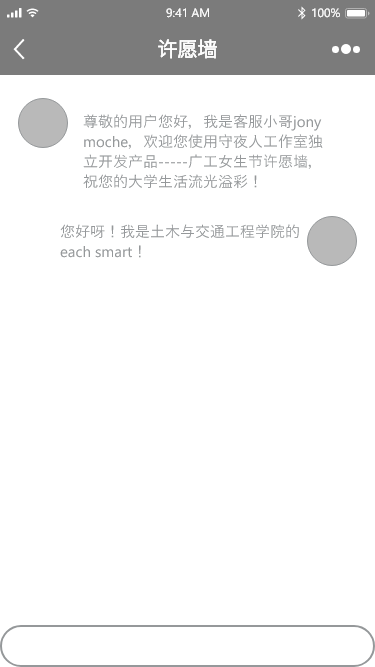 9:41 AM 100%
许愿墙
尊敬的用户您好，我是客服小哥jony
moche，欢迎您使用守夜人工作室独
立开发产品-----广工女生节许愿墙，
祝您的大学生活流光溢彩！
您好呀！我是土木与交通工程学院的
each smart！